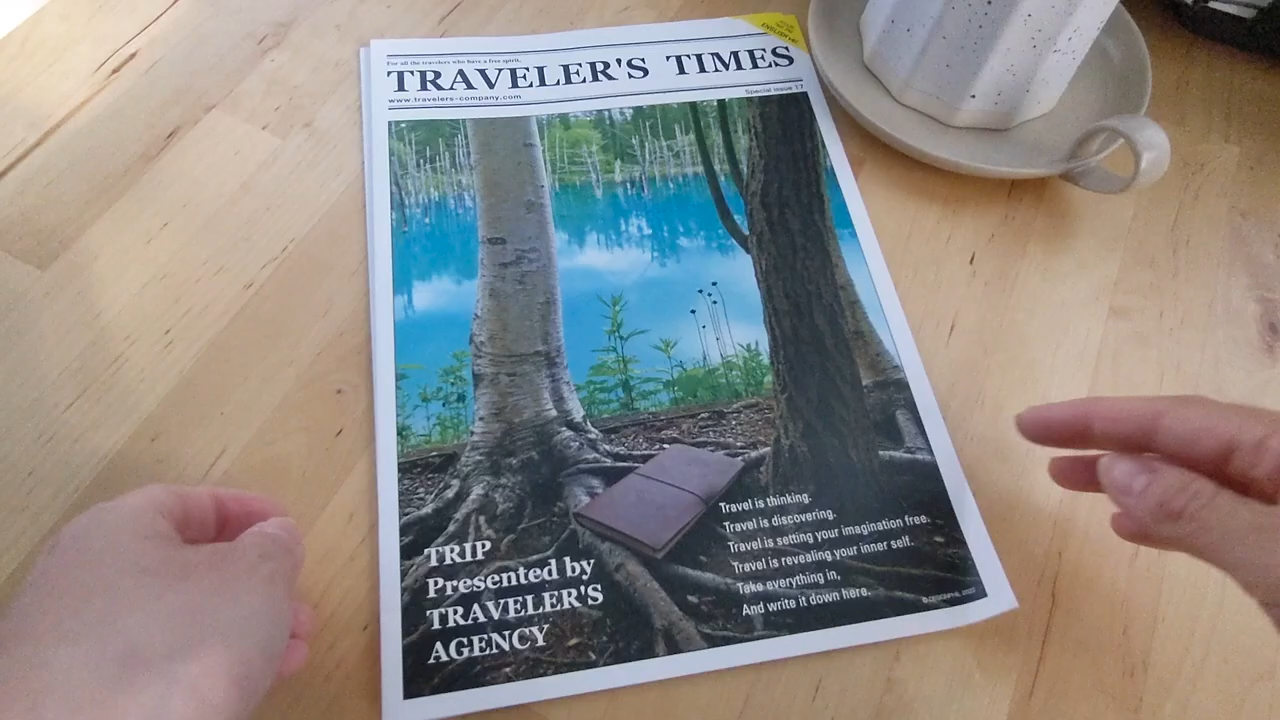 For all the travelers who have a free spirit,
TRAVELER'S TIMES
www.travelers-company.com
Special Issue 17
TRIP
Presented by
TRAVELER'S
AGENCY
Travel is thinking.
Travel is discovering.
Travel is setting your imagination free.
Travel is revealing your inner self.
Take everything in,
And write it down here.